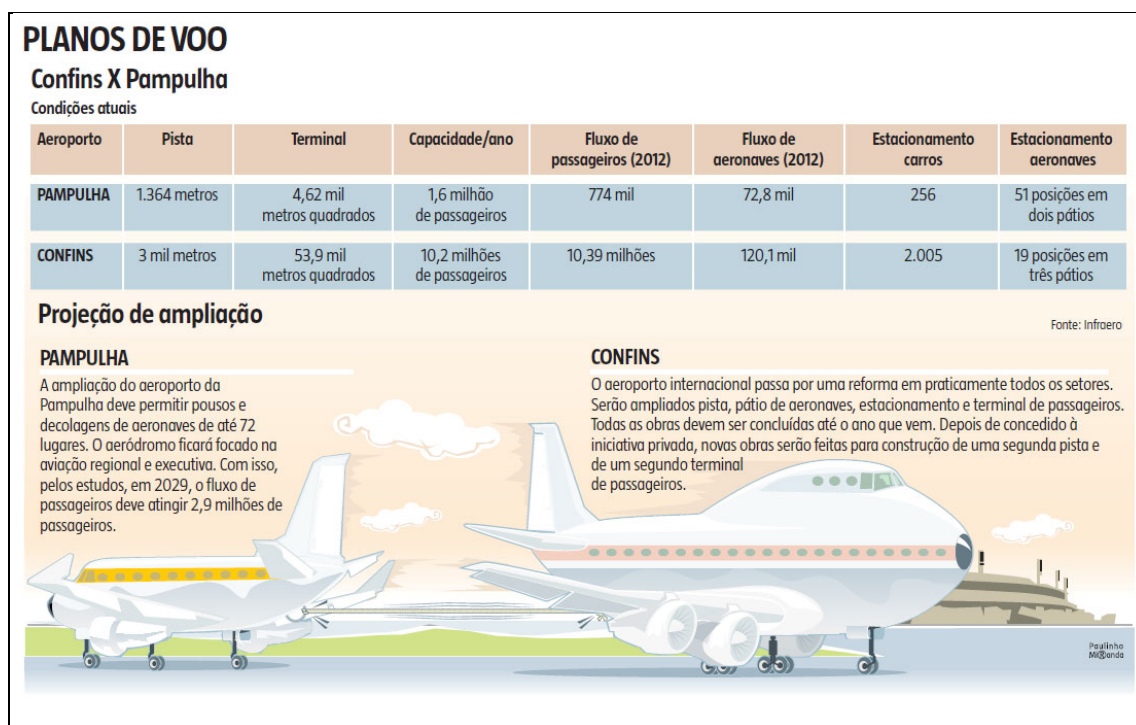 PLANOS DE VOO
Confins X Pampulha
Condições atuais
Aeroporto Pista Terminal Capacidade/ano Fluxo de passageiros (2012) Fluxo de aeronaves (2012) Estacionamento carros Estacionamento aeronaves
PAMPULHA 1.364 metros 4,62 mil metros quadrados 1,6 milhão de passageiros 774 mil 72,8 mil 256 51 posições em dois pátios
CONFINS 3 mil metros 53,9 mil metros quadrados 10,2 milhões de passageiros 10,39 milhões 120,1 mil 2.005 19 posições em três pátios
Projeção de ampliação
Fonte: Infraero
PAMPULHA
A ampliação do aeroporto da
Pampulha deve permitir pousos e
decolagens de aeronaves de até 72
lugares. O aeródromo ficará focado na
aviação regional e executiva. Com isso,
pelos estudos, em 2029, o fluxo de
passageiros deve atingir 2,9 milhões de
passageiros.
CONFINS
O aeroporto internacional passa por uma reforma em praticamente todos os setores.
Serão ampliados pista, pátio de aeronaves, estacionamento e terminal de passageiros.
Todas as obras devem ser concluídas até o ano que vem. Depois de concedido à
iniciativa privada, novas obras serão feitas para construção de uma segunda pista e
de um segundo terminal
de passageiros.
Paulinho
Miranda